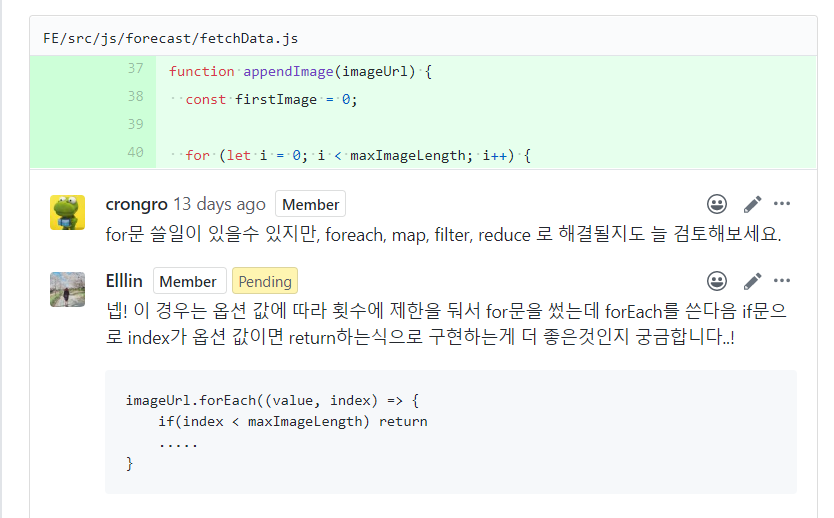 FE/src/js/forecast/fetchData.js
37 function appendImage(imageUrl) {
38 const firstImage = 0;
39
40 for (let i = 0; i < maxImageLength; i++) {
crongro 13 days ago Member
for문 쓸일이 있을수 있지만, foreach, map, filter, reduce 로 해결될지도 늘 검토해보세요.
Elllin Member Pending
넵! 이 경우는 옵션 값에 따라 횟수에 제한을 둬서 for문을 썼는데 forEach를 쓴다음 if문으
로 index가 옵션 값이면 return하는식으로 구현하는게 더 좋은것인지 궁금합니다..!
imageUrl.forEach((value, index) => {
if(index < maxImageLength) return
.....
}